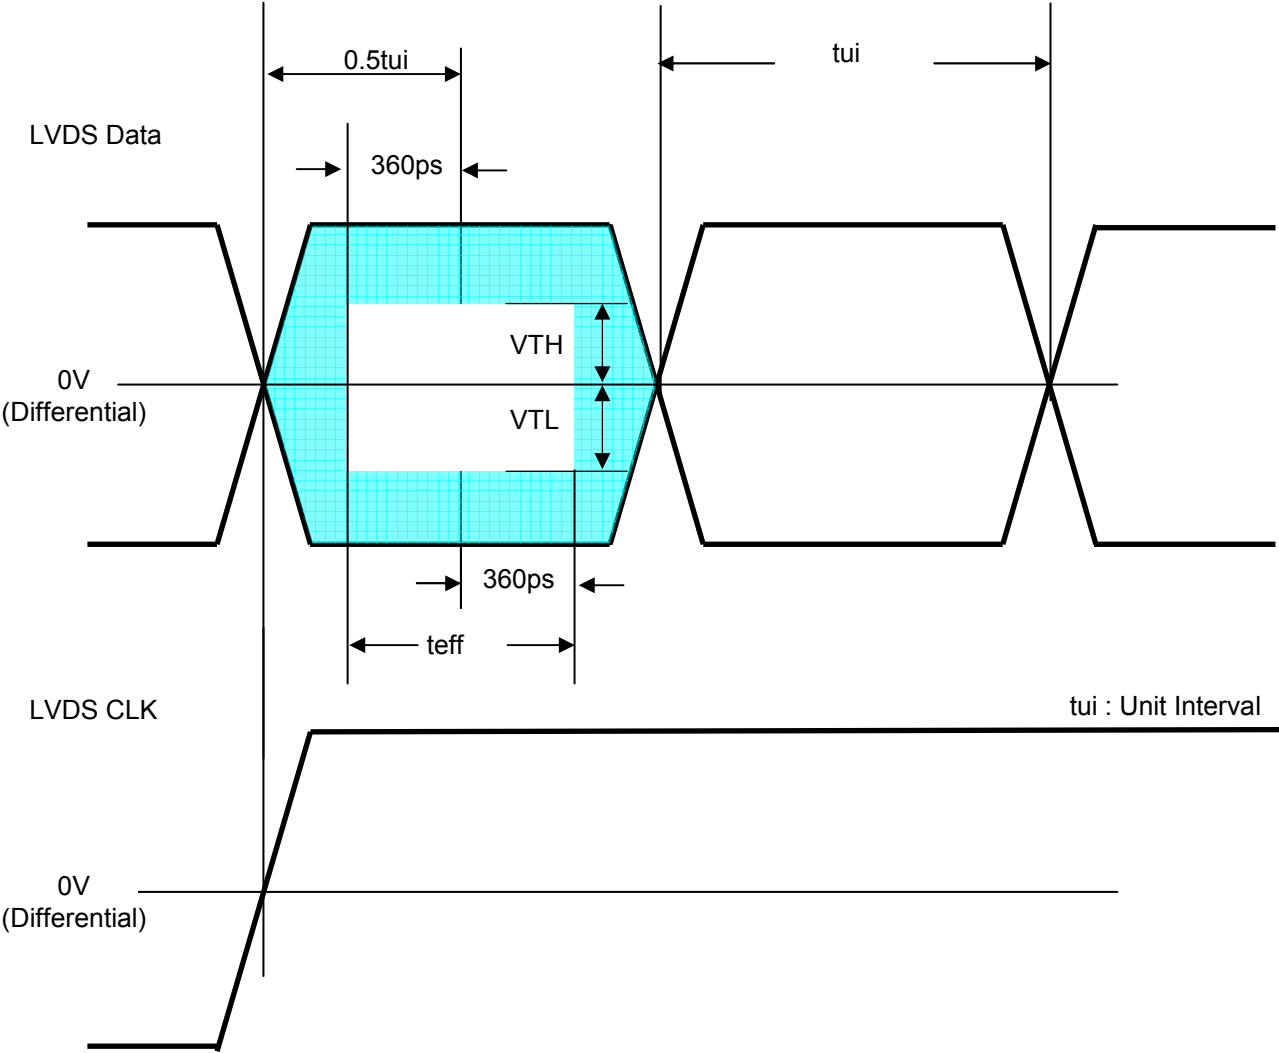 0.5tui
tui
LVDS Data
360ps
VTH
0V
(Differential)
VTL
360ps
teff
LVDS CLK
tui : Unit Interval
0V
(Differential)